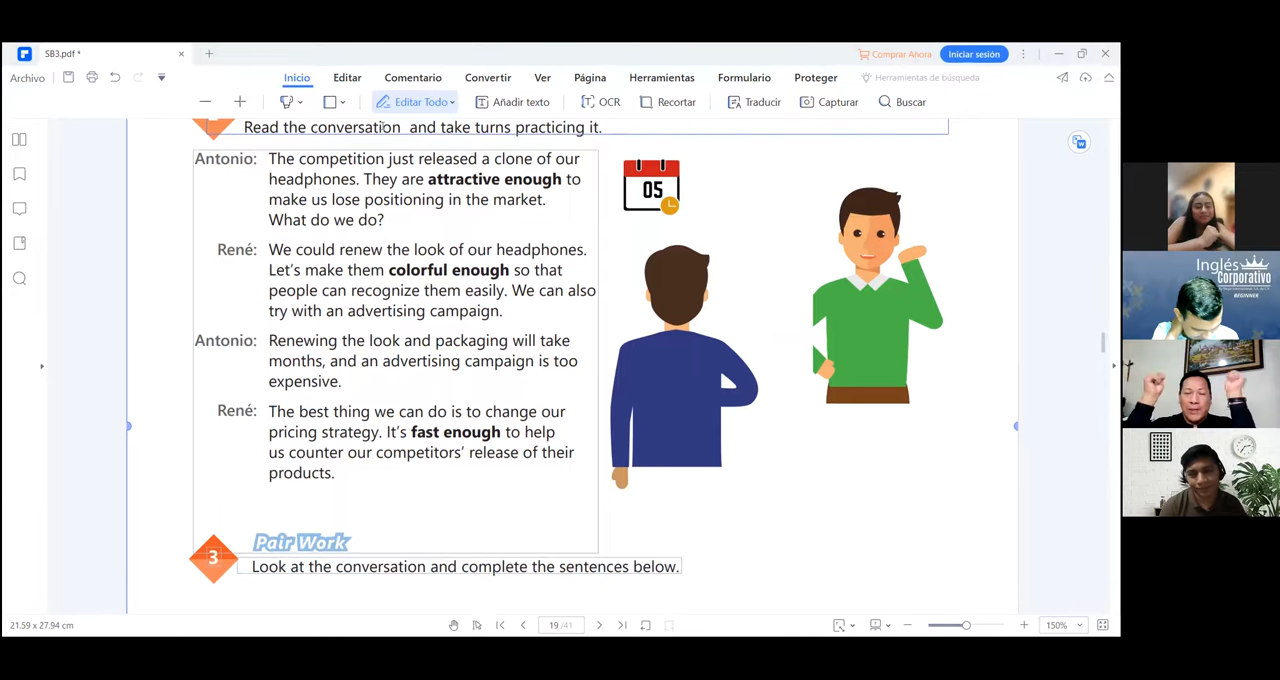 SB3.pdf *
Comprar Ahora
Iniciar sesión
Archivo
Inicio
Editar
Comentario
Convertir
Ver
Página
Herramientas
Formulario
Proteger
Herramientas de búsqueda
Editar Todo
Añadir texto
OCR
Recortar
Traducir
Capturar
Buscar
Read the conversation and take turns practicing it.
Antonio: The competition just released a clone of our
headphones. They are attractive enough to
make us lose positioning in the market.
What do we do?
René: We could renew the look of our headphones.
Let's make them colorful enough so that
people can recognize them easily. We can also
try with an advertising campaign.
Antonio: Renewing the look and packaging will take
months, and an advertising campaign is too
expensive.
René: The best thing we can do is to change our
pricing strategy. It's fast enough to help
us counter our competitors' release of their
products.
05
Pair Work
3
Look at the conversation and complete the sentences below.
21.59 x 27.94 cm
19 /41
150%
Inglés
Corporativo
BEGINNER